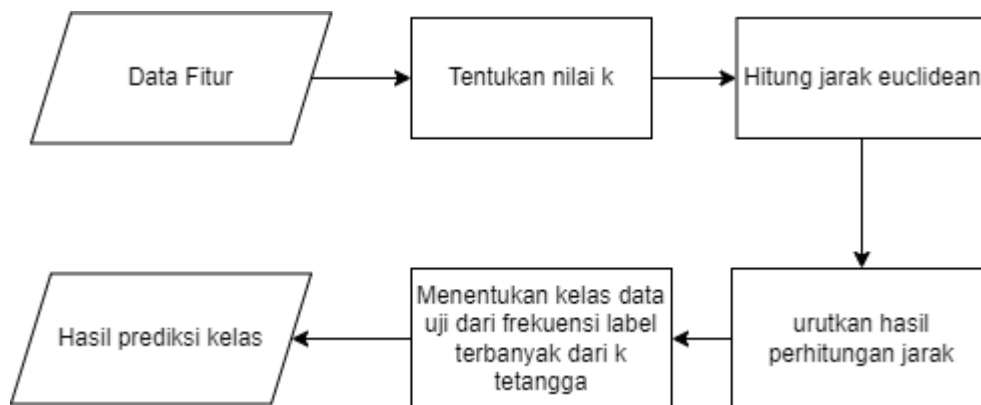 Data Fitur
Tentukan nilai k
Hitung jarak euclidean
urutkan hasil
perhitungan jarak
Menentukan kelas data
uji dari frekuensi label
terbanyak dari k
tetangga
Hasil prediksi kelas